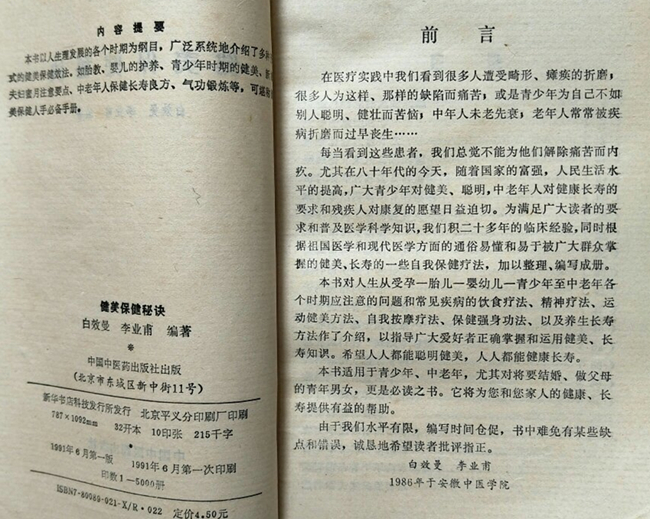 内容提要
本书以人生理发展的各个时期为纲目，广泛系统地介绍了多种
式的健美保健效法，如胎教、婴儿的护养、青少年时期的健美、新
夫妇蜜月注意要点、中老年人保健长寿良方、气功锻炼等，可
美保健人手必备手册。
健美保健秘诀
白效曼 李业甫 编著
*
中国中医药出版社出版
（北京市东城区新中街11号）
新华书店科技发行所发行 北京平义分印刷厂印刷
787×1092mm 32开本 10印张 215千字
1991年6月第一版 1991年6月第一次印刷
印数1—5000册
ISBN7-80089-021-X/R·022 定价4.50元
前言
在医疗实践中我们看到很多人遭受畸形、瘫痪的折磨，
很多人为这样、那样的缺陷而痛苦；或是青少年为自己不如
别人聪明、健壮而苦恼；中年人未老先衰；老年人常常被疾
病折磨而过早丧生……
每当看到这些患者，我们总觉不能为他们解除痛苦而内
疚。尤其在八十年代的今天，随着国家的富强，人民生活水
平的提高，广大青少年对健美、聪明，中老年人对健康长寿的
要求和残疾人对康复的愿望日益迫切。为满足广大读者的要
求和普及医学科学知识，我们积二十多年的临床经验，同时根
据祖国医学和现代医学方面的通俗易懂和易于被广大群众掌
握的健美、长寿的一些自我保健疗法，加以整理、编写成册。
本书对人生从受孕—胎儿—婴幼儿—青少年至中老年各
个时期应注意的问题和常见疾病的饮食疗法、精神疗法、运
动健美方法、自我按摩疗法、保健强身功法、以及养生长寿
方法作了介绍，以指导广大爱好者正确掌握和运用健美、长
寿知识。希望人人都能聪明健美，人人都能健康长寿。
本书适用于青少年、中老年，尤其对将要结婚、做父母
的青年男女，更是必读之书。它将为您和您家人的健康、长
寿提供有益的帮助。
由于我们水平有限，编写时间仓促，书中难免有某些缺
点和错误，诚恳地希望读者批评指正。
白效曼 李业甫
1986年于安徽中医学院